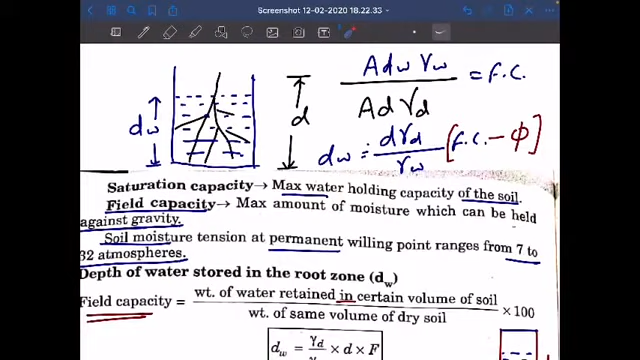 Screenshot 12-02-2020 18.22.33
A dw γw / A d γd = F.C.
dw
d
dw = d γd / γw [F.C. - Φ]
Saturation capacity→ Max water holding capacity of the soil.
Field capacity → Max amount of moisture which can be held
against gravity.
Soil moisture tension at permanent willing point ranges from 7 to
32 atmospheres.
Depth of water stored in the root zone (dw)
Field capacity = wt. of water retained in certain volume of soil / wt. of same volume of dry soil × 100
dw = γd / γ × d × F